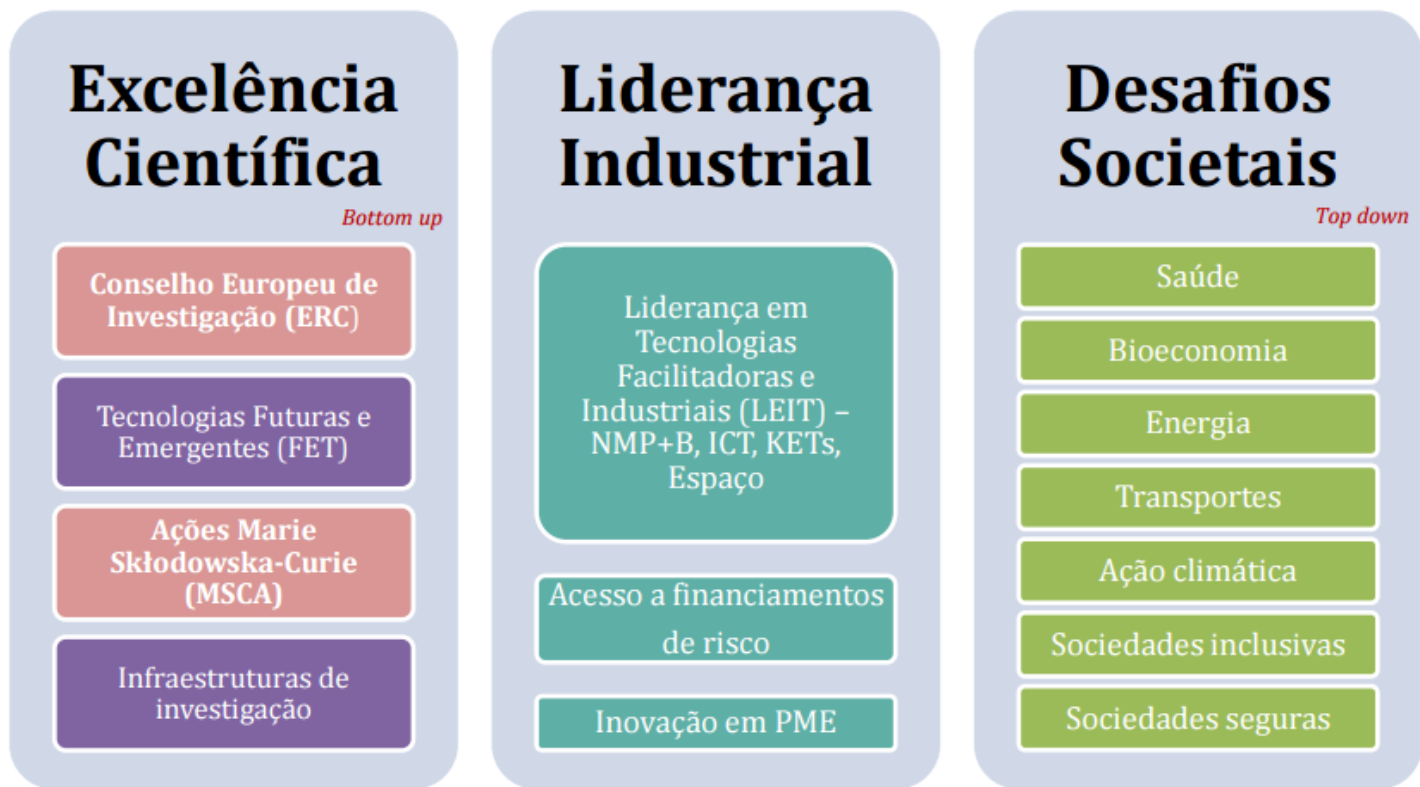 Excelência
Científica
Bottom up
Conselho Europeu de
Investigação (ERC)
Tecnologias Futuras e
Emergentes (FET)
Ações Marie
Skłodowska-Curie
(MSCA)
Infraestruturas de
investigação
Liderança
Industrial
Liderança em
Tecnologias
Facilitadoras e
Industriais (LEIT) –
NMP+B, ICT, KETs,
Espaço
Acesso a financiamentos
de risco
Inovação em PME
Desafios
Societais
Top down
Saúde
Bioeconomia
Energia
Transportes
Ação climática
Sociedades inclusivas
Sociedades seguras